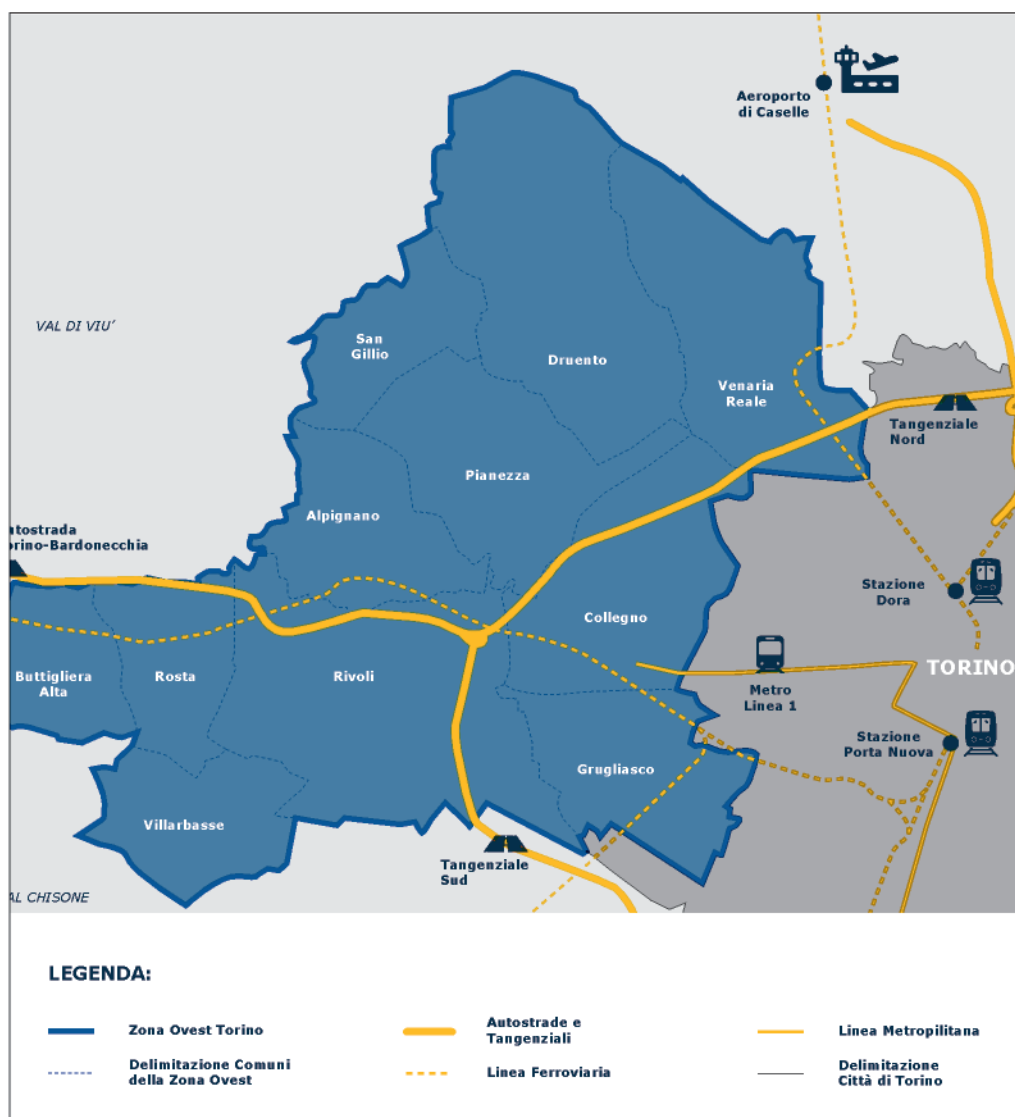 Aeroporto
di Caselle
VAL DI VIU’
San
Gillio
Druento
Venaria
Reale
Tangenziale
Nord
Pianezza
Alpignano
utostrada
orino-Bardonecchia
Stazione
Dora
Collegno
TORINO
Buttigliera
Alta
Rosta
Rivoli
Metro
Linea 1
Stazione
Porta Nuova
Grugliasco
Villarbasse
Tangenziale
Sud
AL CHISONE
LEGENDA:
Zona Ovest Torino
Autostrade e
Tangenziali
Linea Metropilitana
Delimitazione Comuni
della Zona Ovest
Linea Ferroviaria
Delimitazione
Città di Torino